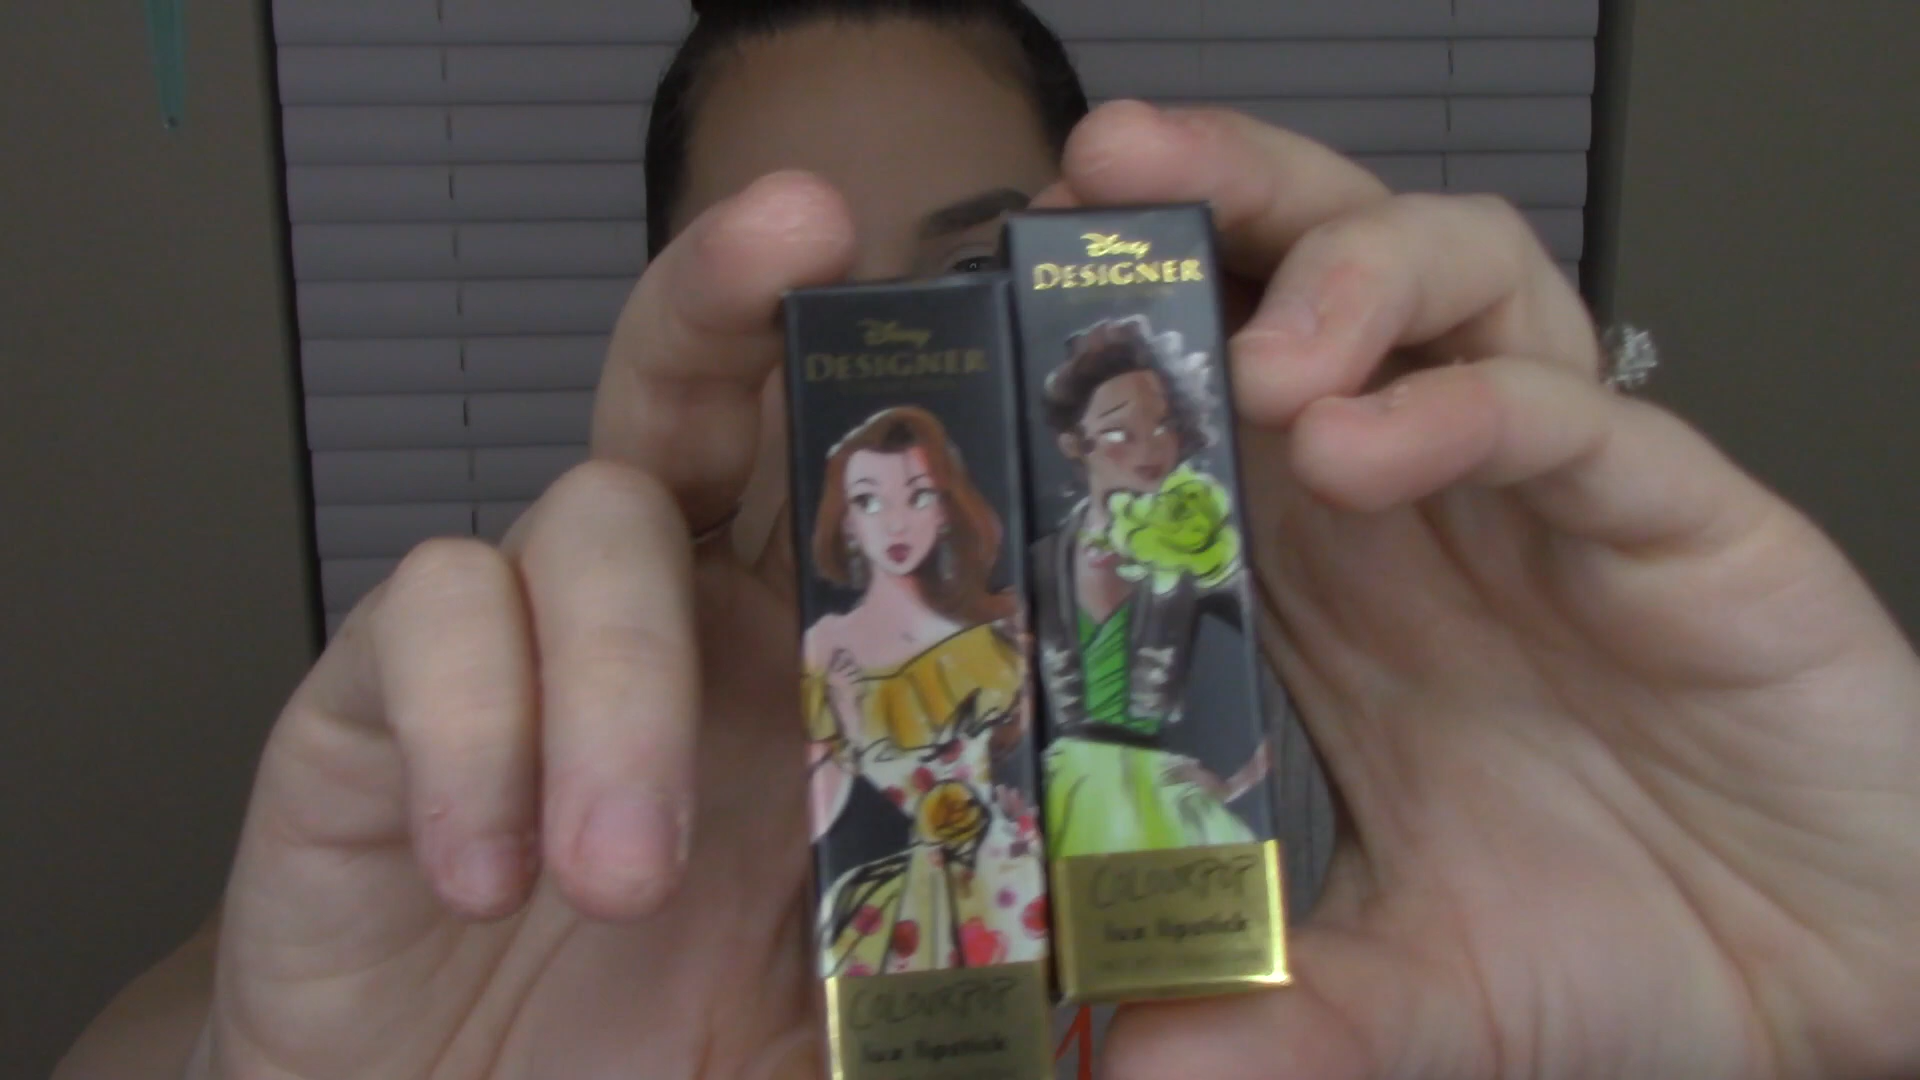 Disney
DESIGNER
COLOURPOP
lux lipstick
Disney
DESIGNER
COLOURPOP
lux lipstick